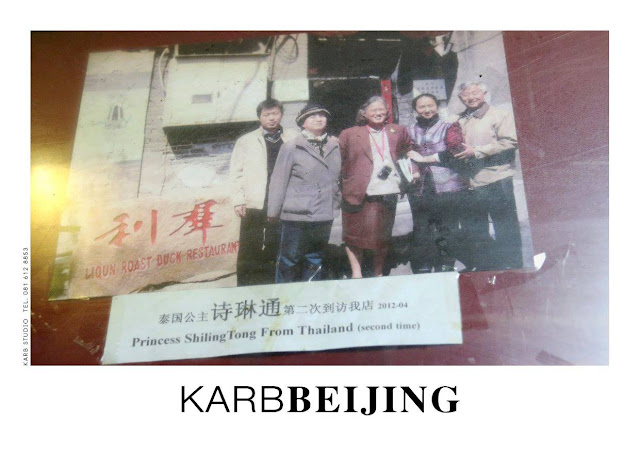 利羣
LIQUN ROAST DUCK RESTAURANT
泰国公主诗琳通第二次到访我店 2012-04
Princess ShilingTong From Thailand (second time)
KARB STUDIO TEL. 081 612 8853
KARBBEIJING